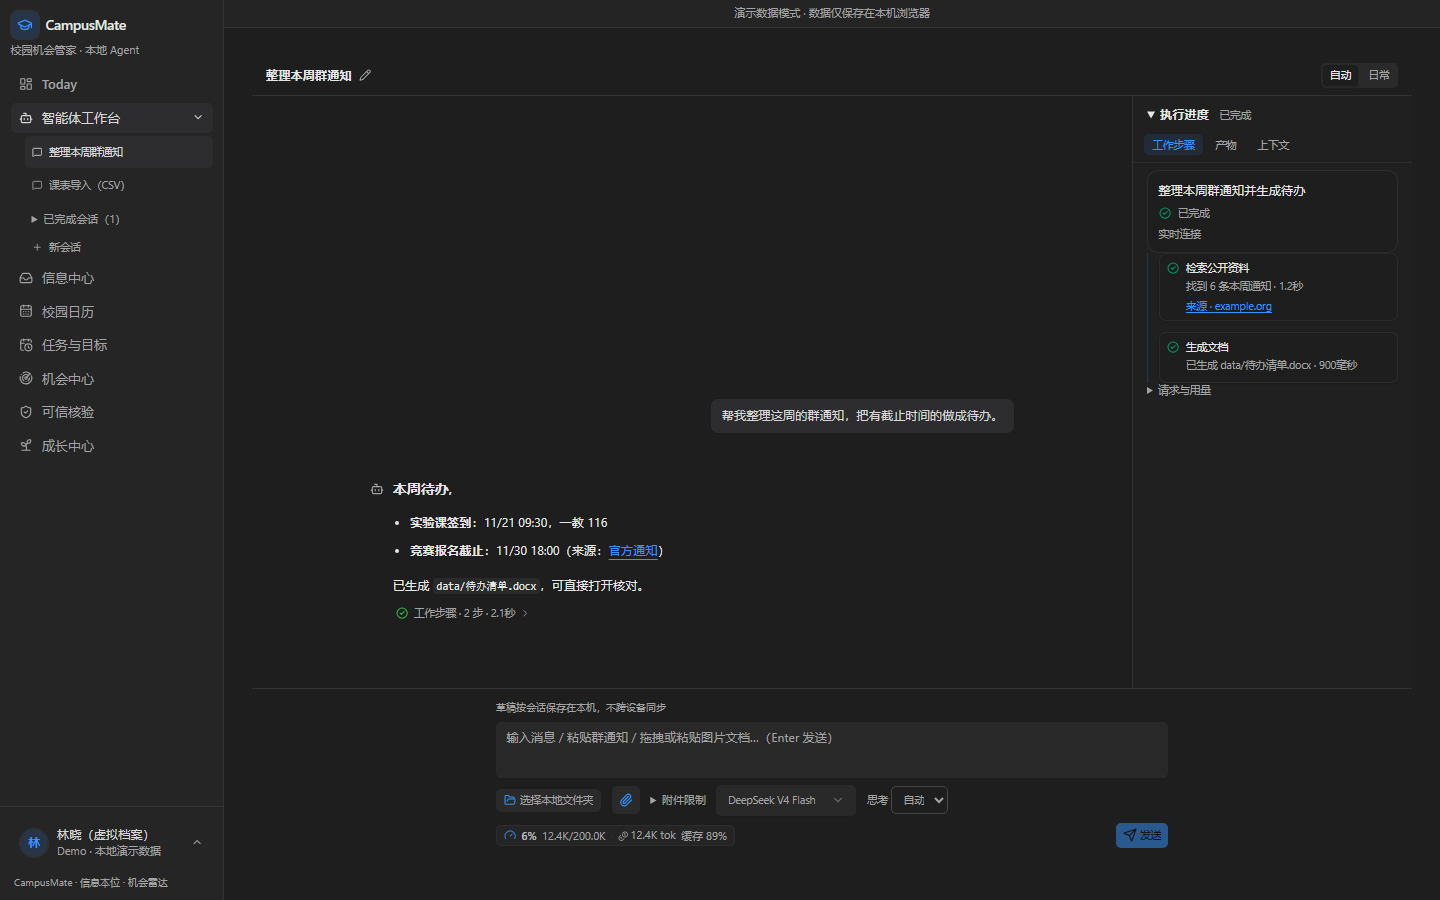 演示数据模式 · 数据仅保存在本机浏览器
CampusMate
校园机会管家 · 本地 Agent
Today
智能体工作台
整理本周群通知
课表导入（CSV）
已完成会话（1）
新会话
信息中心
校园日历
任务与目标
机会中心
可信核验
成长中心
林
林晓（虚拟档案）
Demo · 本地演示数据
CampusMate · 信息本位 · 机会雷达
整理本周群通知
自动 日常
帮我整理这周的群通知，把有截止时间的做成待办。
本周待办,
• 实验课签到：11/21 09:30，一教 116
• 竞赛报名截止：11/30 18:00（来源：官方通知）
已生成 data/待办清单.docx，可直接打开核对。
工作步骤 · 2 步 · 2.1秒
执行进度 已完成
工作步骤 产物 上下文
整理本周群通知并生成待办
已完成
实时连接
检索公开资料
找到 6 条本周通知 · 1.2秒
来源 · example.org
生成文档
已生成 data/待办清单.docx · 900毫秒
请求与用量
草稿按会话保存在本机，不跨设备同步
输入消息 / 粘贴群通知 / 拖拽或粘贴图片文档...（Enter 发送）
选择本地文件夹 附件限制 DeepSeek V4 Flash 思考 自动
6% 12.4K/200.0K 12.4K tok 缓存 89%
发送